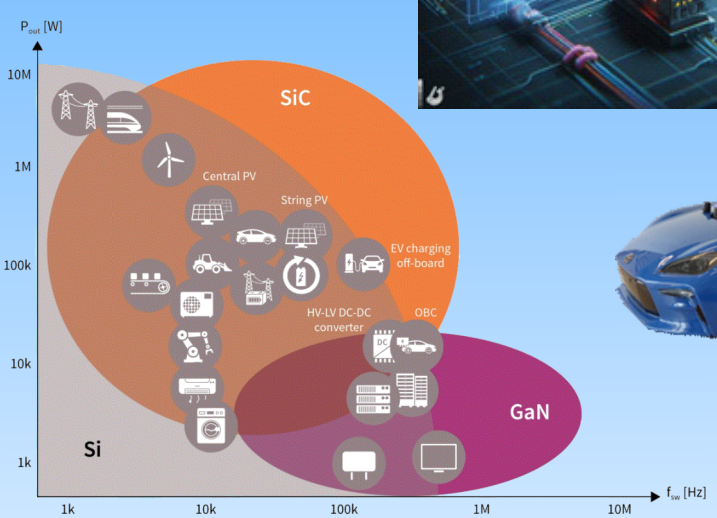 P_out [W]
10M
SiC
1M
Central PV
String PV
EV charging
off-board
100k
HV-LV DC-DC
converter
OBC
DC
10k
GaN
Si
1k
f_sw [Hz]
1k
10k
100k
1M
10M